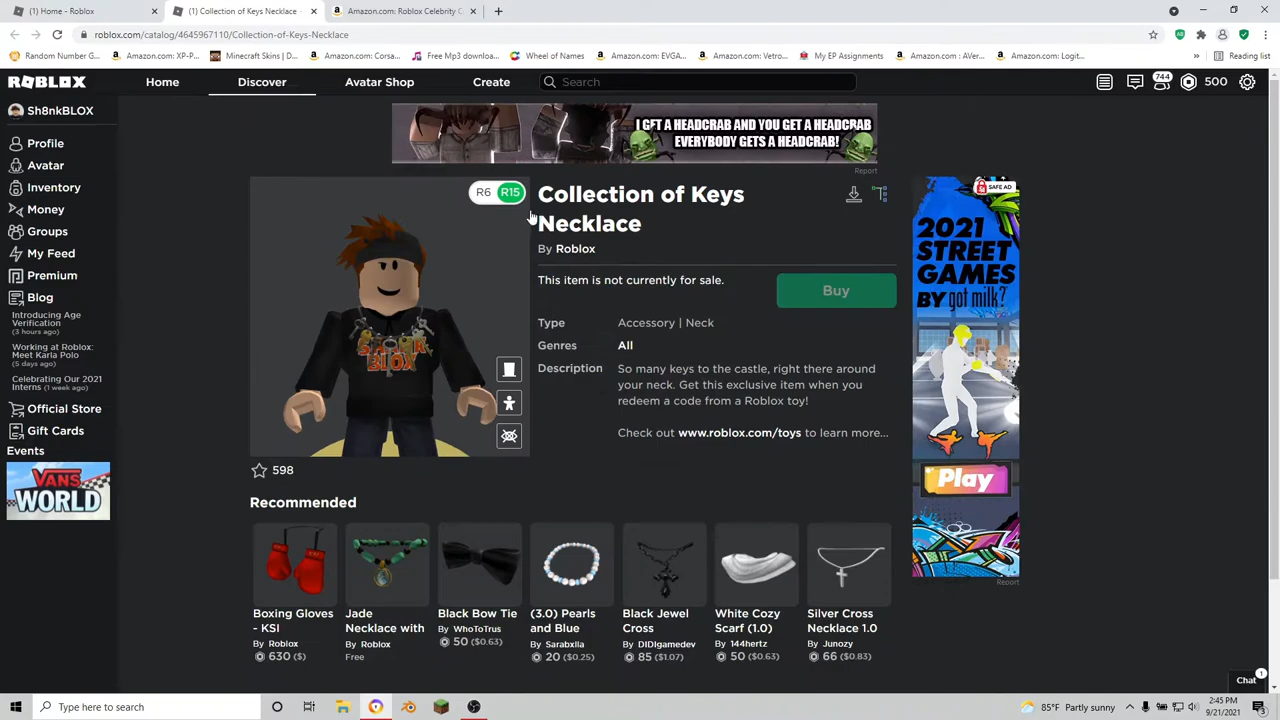 Home - Roblox
Collection of Keys Necklace -
Amazon.com: Roblox Celebrity C
roblox.com/catalog/4645967110/Collection-of-Keys-Necklace
Random Number G...
Amazon.com: XP-P...
Minecraft Skins | D...
Amazon.com: Corsa...
Free Mp3 downloa...
Wheel of Names
Amazon.com: EVGA...
Amazon.com: Vetro...
My EP Assignments
Amazon.com: AVer...
Amazon.com: Logit...
»
Reading list
ROBLOX
Home
Discover
Avatar Shop
Create
Search
744
500
Sh8nkBLOX
Profile
Avatar
Inventory
Money
Groups
My Feed
Premium
Blog
Introducing Age
Verification
(3 hours ago)
Working at Roblox:
Meet Karla Polo
(5 days ago)
Celebrating Our 2021
Interns (1 week ago)
Official Store
Gift Cards
Events
VANS
WORLD
I GET A HEADCRAB AND YOU GET A HEADCRAB
EVERYBODY GETS A HEADCRAB!
Report
R6 R15
BLOX
598
Collection of Keys
Necklace
By Roblox
This item is not currently for sale.
Buy
Type Accessory | Neck
Genres All
Description So many keys to the castle, right there around
your neck. Get this exclusive item when you
redeem a code from a Roblox toy!
Check out www.roblox.com/toys to learn more...
SAFE AD
2021
STREET
GAMES
BY got milk?
Play
Report
Recommended
Boxing Gloves
- KSI
By Roblox
630 ($)
Jade
Necklace with
By Roblox
Free
Black Bow Tie
By WhoToTrus
50 ($0.63)
(3.0) Pearls
and Blue
By Sarabxlla
20 ($0.25)
Black Jewel
Cross
By DIDIgamedev
85 ($1.07)
White Cozy
Scarf (1.0)
By 144hertz
50 ($0.63)
Silver Cross
Necklace 1.0
By Junozy
66 ($0.83)
Chat
1
Type here to search
85°F Partly sunny
2:45 PM
9/21/2021
3